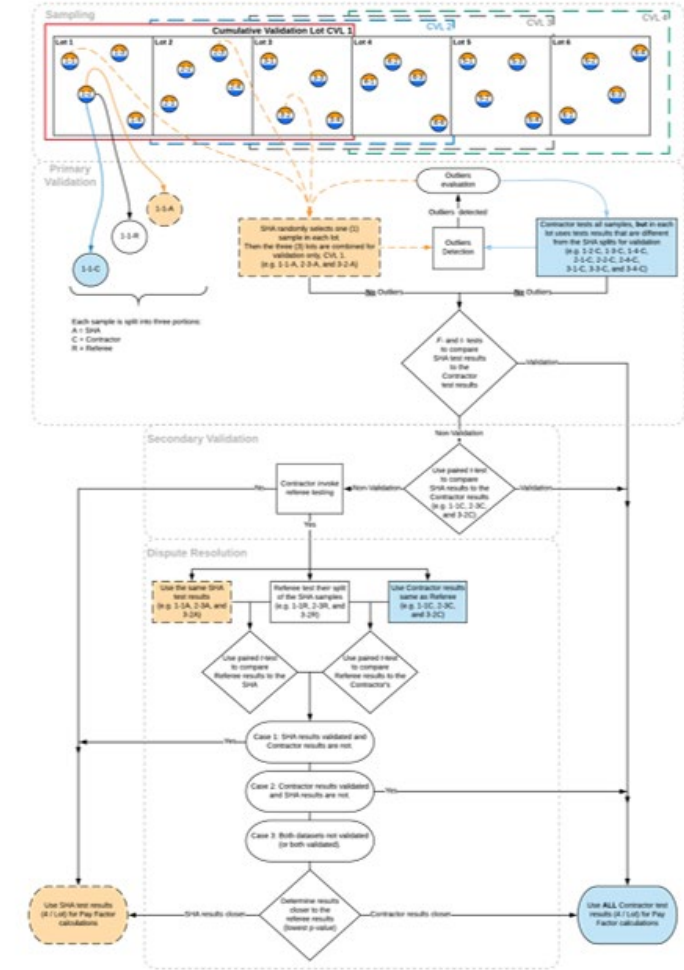 Sampling
CVL 2
CVL 3
CVL 4
Cumulative Validation Lot CVL 1
Lot 1
Lot 2
Lot 3
Lot 4
Lot 5
Lot 6
Primary
Validation
1-1-A
1-1-R
1-1-C
Each sample is split into three portions:
A = SHA
C = Contractor
R = Referee
Outliers
evaluation
Outliers detected
Outliers
Detection
SHA randomly selects one (1)
sample in each lot.
Then the three (3) lots are combined for
validation only, CVL 1.
(e.g. 1-1-A, 2-3-A, and 3-2-A)
Contractor tests all samples, but in each
lot uses tests results that are different
from the SHA splits for validation
(e.g. 1-2-C, 1-3-C, 1-4-C,
2-1-C, 2-2-C, 2-4-C,
3-1-C, 3-3-C, and 3-4-C)
No Outliers
No Outliers
F- and t- tests
to compare
SHA test results
to the
Contractor
test results
Validation
Non-Validation
Secondary Validation
Use paired t-test
to compare
SHA results to the
Contractor results
(e.g. 1-1C, 2-3C,
and 3-2C)
Validation
Non-Validation
Contractor invoke
referee testing
No
Yes
Dispute Resolution
Use the same SHA
test results
(e.g. 1-1A, 2-3A, and
3-2A)
Referee test their split
of the SHA samples
(e.g. 1-1R, 2-3R, and
3-2R)
Use Contractor results
same as Referee
(e.g. 1-1C, 2-3C,
and 3-2C)
Use paired t-test
to compare
Referee results to the
SHA
Use paired t-test
to compare
Referee results to the
Contractor's
Case 1: SHA results validated and
Contractor results are not.
Yes
Case 2: Contractor results validated
and SHA results are not.
Yes
Case 3: Both datasets not validated
(or both validated).
Determine results
closer to the
referee results
(lowest p-value)
SHA results closer
Contractor results closer
Use SHA test results
(4 / Lot) for Pay Factor
calculations
Use ALL Contractor test
results (4 / Lot) for Pay
Factor calculations